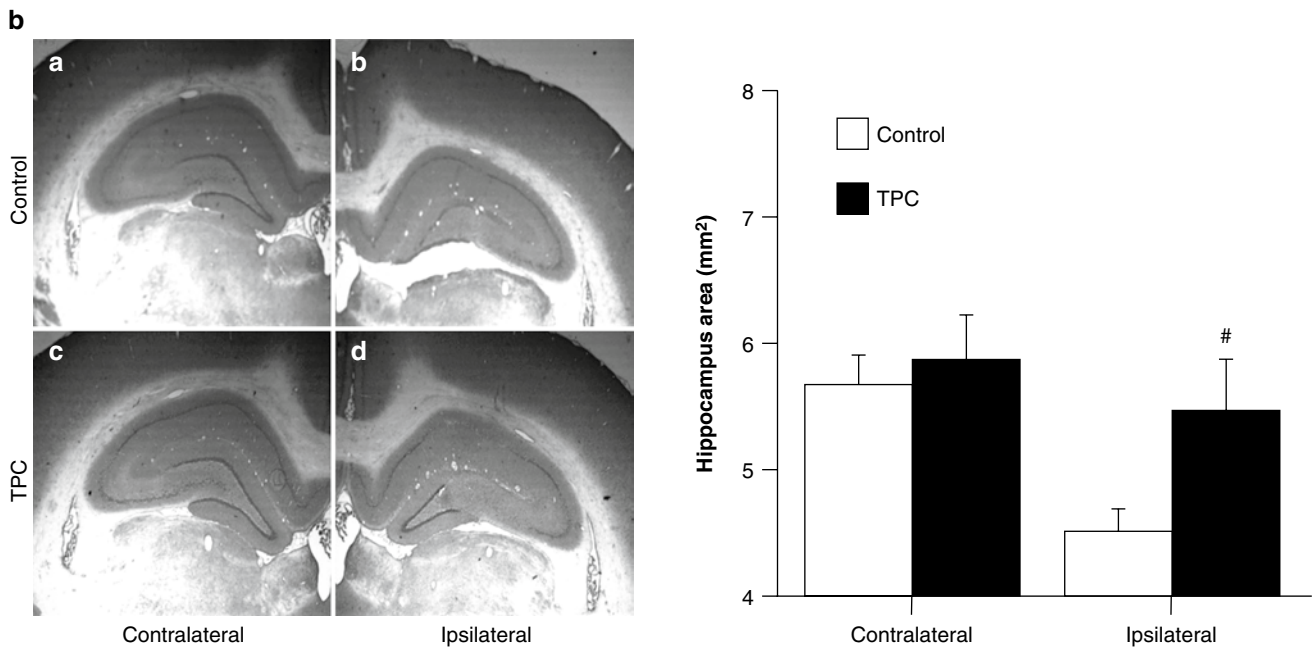 b
a
b
Control
c
d
TPC
Contralateral
Ipsilateral
8
7
6
5
4
Hippocampus area (mm²)
Control
TPC
#
Contralateral
Ipsilateral